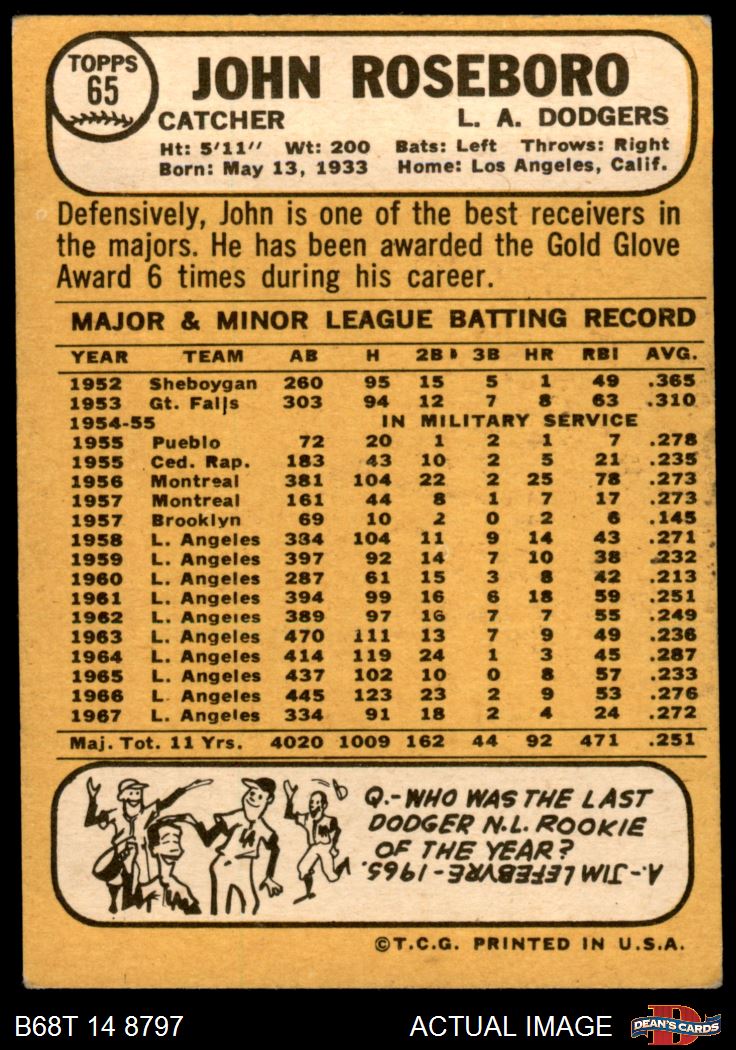 TOPPS
65
JOHN ROSEBORO
CATCHER L. A. DODGERS
Ht: 5'11" Wt: 200 Bats: Left Throws: Right
Born: May 13, 1933 Home: Los Angeles, Calif.
Defensively, John is one of the best receivers in
the majors. He has been awarded the Gold Glove
Award 6 times during his career.
MAJOR & MINOR LEAGUE BATTING RECORD
YEAR TEAM AB H 2B 3B HR RBI AVG.
1952 Sheboygan 260 95 15 5 1 49 .365
1953 Gt. Falls 303 94 12 7 8 63 .310
1954-55 IN MILITARY SERVICE
1955 Pueblo 72 20 1 2 1 7 .278
1955 Ced. Rap. 183 43 10 2 5 21 .235
1956 Montreal 381 104 22 2 25 78 .273
1957 Montreal 161 44 8 1 7 17 .273
1957 Brooklyn 69 10 2 0 2 6 .145
1958 L. Angeles 384 104 11 9 14 43 .271
1959 L. Angeles 397 92 14 7 10 38 .232
1960 L. Angeles 287 61 15 3 8 42 .213
1961 L. Angeles 394 99 16 6 18 59 .251
1962 L. Angeles 389 97 16 7 7 55 .249
1963 L. Angeles 470 111 13 7 9 49 .236
1964 L. Angeles 414 119 24 1 3 45 .287
1965 L. Angeles 437 102 10 0 8 57 .233
1966 L. Angeles 445 123 23 2 9 53 .276
1967 L. Angeles 334 91 18 2 4 24 .272
Maj. Tot. 11 Yrs. 4020 1009 162 44 92 471 .251
Q.-WHO WAS THE LAST
DODGER N.L. ROOKIE
OF THE YEAR?
A.-JIM LEFEBVRE-1965.
LA
M
©T.C.G. PRINTED IN U.S.A.
B68T 14 8797 ACTUAL IMAGE
D
DEAN'S CARDS